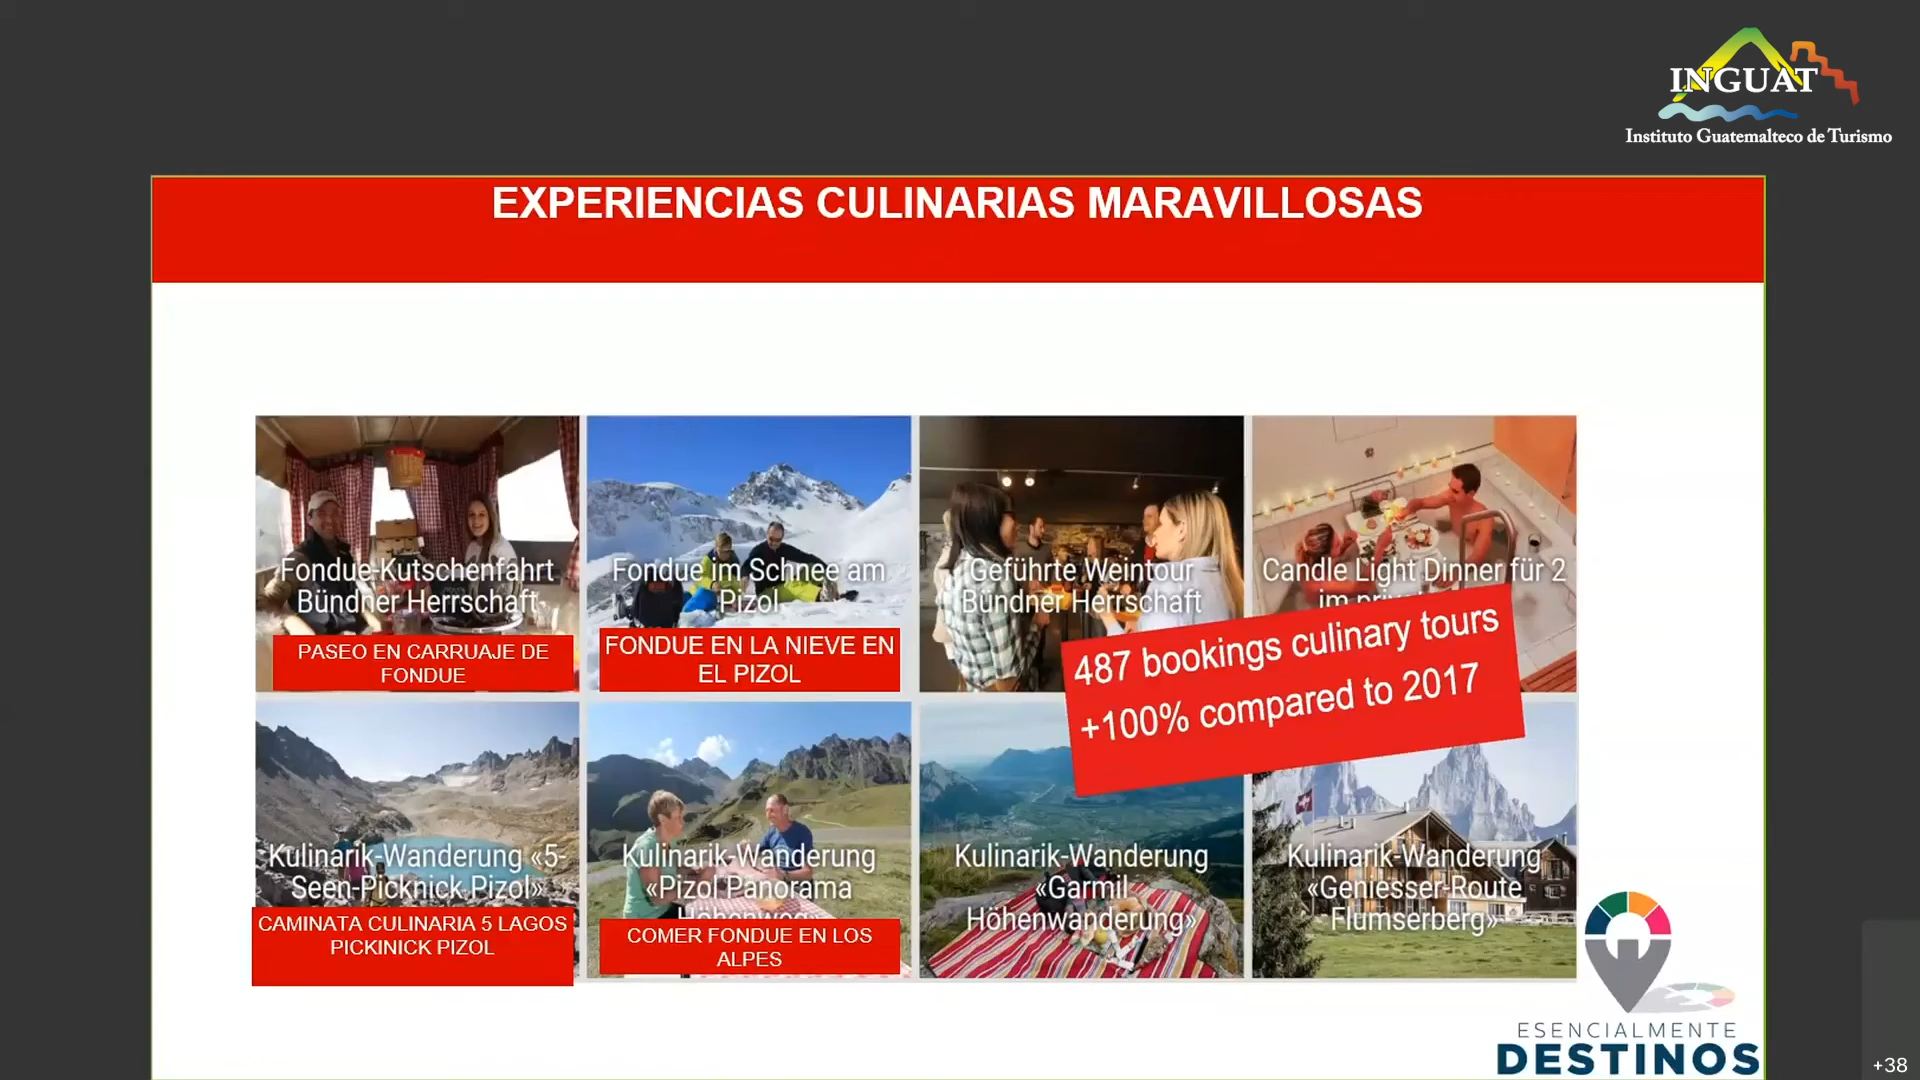 INGUAT
Instituto Guatemalteco de Turismo
EXPERIENCIAS CULINARIAS MARAVILLOSAS
Fondue-Kutschenfahrt
Bündner Herrschaft
PASEO EN CARRUAJE DE
FONDUE
Fondue im Schnee am
Pizol
FONDUE EN LA NIEVE EN
EL PIZOL
Geführte Weintour
Bündner Herrschaft
Candle Light Dinner für 2
im
487 bookings culinary tours
+100% compared to 2017
Kulinarik-Wanderung «5-
Seen-Picknick Pizol»
CAMINATA CULINARIA 5 LAGOS
PICKINICK PIZOL
Kulinarik-Wanderung
«Pizol Panorama
Höhenweg»
COMER FONDUE EN LOS
ALPES
Kulinarik-Wanderung
«Garmil
Höhenwanderung»
Kulinarik-Wanderung
«Geniesser-Route
Flumserberg»
ESENCIALMENTE
DESTINOS
+38